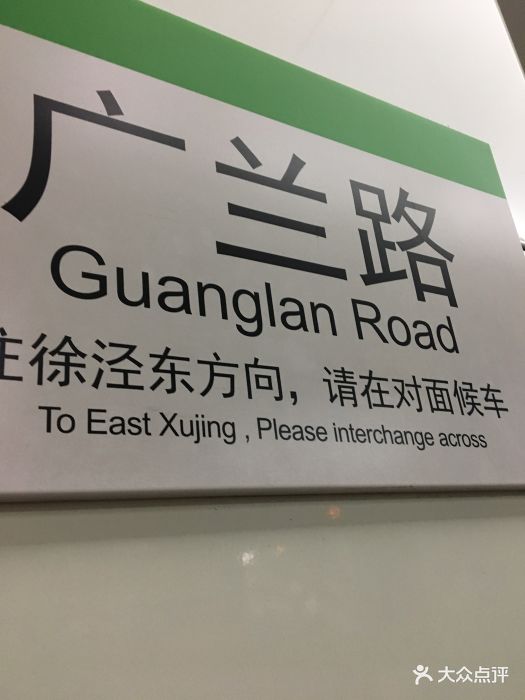 广兰路
Guanglan Road
往徐泾东方向，请在对面候车
To East Xujing , Please interchange across
大众点评